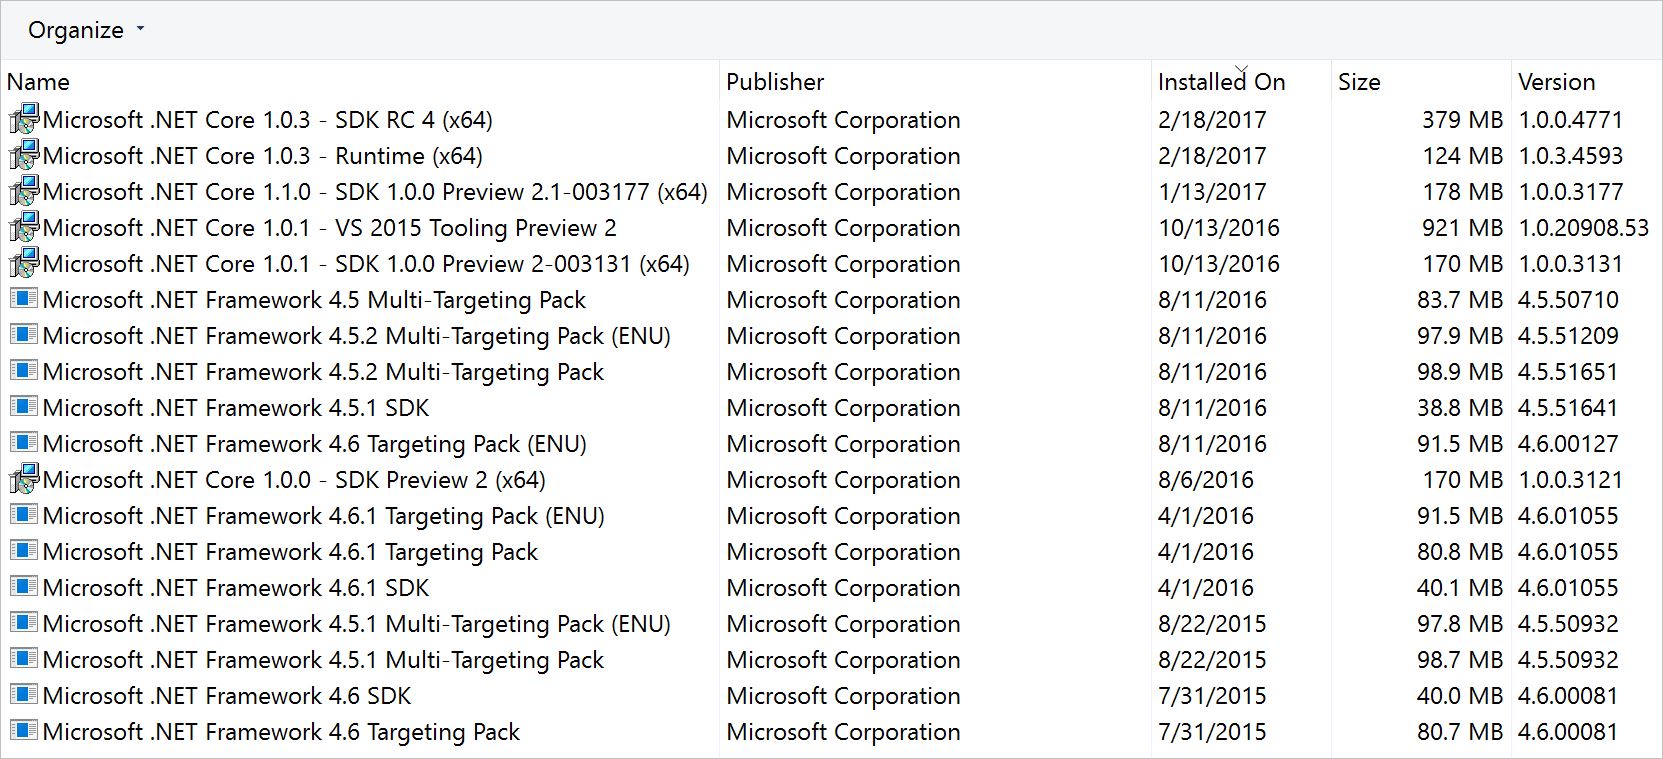 Organize
Name Publisher Installed On Size Version
Microsoft .NET Core 1.0.3 - SDK RC 4 (x64) Microsoft Corporation 2/18/2017 379 MB 1.0.0.4771
Microsoft .NET Core 1.0.3 - Runtime (x64) Microsoft Corporation 2/18/2017 124 MB 1.0.3.4593
Microsoft .NET Core 1.1.0 - SDK 1.0.0 Preview 2.1-003177 (x64) Microsoft Corporation 1/13/2017 178 MB 1.0.0.3177
Microsoft .NET Core 1.0.1 - VS 2015 Tooling Preview 2 Microsoft Corporation 10/13/2016 921 MB 1.0.20908.53
Microsoft .NET Core 1.0.1 - SDK 1.0.0 Preview 2-003131 (x64) Microsoft Corporation 10/13/2016 170 MB 1.0.0.3131
Microsoft .NET Framework 4.5 Multi-Targeting Pack Microsoft Corporation 8/11/2016 83.7 MB 4.5.50710
Microsoft .NET Framework 4.5.2 Multi-Targeting Pack (ENU) Microsoft Corporation 8/11/2016 97.9 MB 4.5.51209
Microsoft .NET Framework 4.5.2 Multi-Targeting Pack Microsoft Corporation 8/11/2016 98.9 MB 4.5.51651
Microsoft .NET Framework 4.5.1 SDK Microsoft Corporation 8/11/2016 38.8 MB 4.5.51641
Microsoft .NET Framework 4.6 Targeting Pack (ENU) Microsoft Corporation 8/11/2016 91.5 MB 4.6.00127
Microsoft .NET Core 1.0.0 - SDK Preview 2 (x64) Microsoft Corporation 8/6/2016 170 MB 1.0.0.3121
Microsoft .NET Framework 4.6.1 Targeting Pack (ENU) Microsoft Corporation 4/1/2016 91.5 MB 4.6.01055
Microsoft .NET Framework 4.6.1 Targeting Pack Microsoft Corporation 4/1/2016 80.8 MB 4.6.01055
Microsoft .NET Framework 4.6.1 SDK Microsoft Corporation 4/1/2016 40.1 MB 4.6.01055
Microsoft .NET Framework 4.5.1 Multi-Targeting Pack (ENU) Microsoft Corporation 8/22/2015 97.8 MB 4.5.50932
Microsoft .NET Framework 4.5.1 Multi-Targeting Pack Microsoft Corporation 8/22/2015 98.7 MB 4.5.50932
Microsoft .NET Framework 4.6 SDK Microsoft Corporation 7/31/2015 40.0 MB 4.6.00081
Microsoft .NET Framework 4.6 Targeting Pack Microsoft Corporation 7/31/2015 80.7 MB 4.6.00081